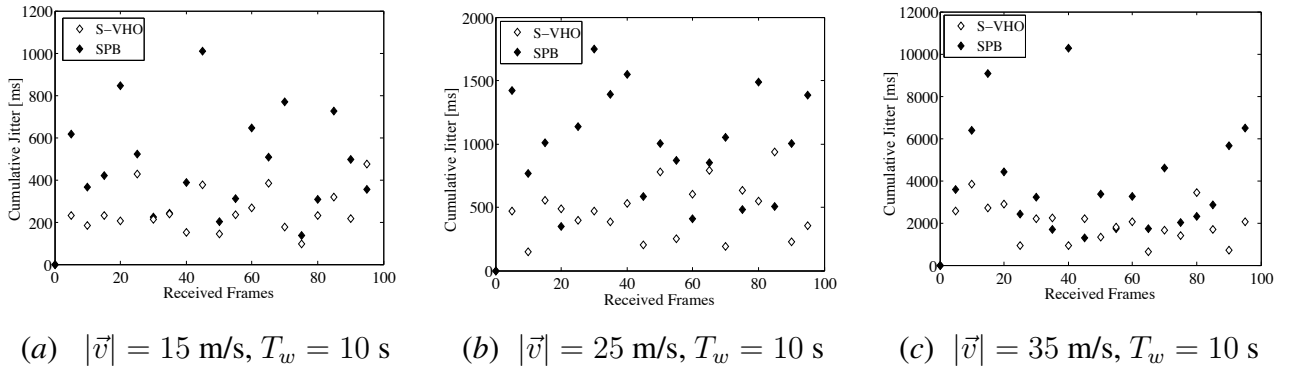 1200
1000
800
600
400
200
0
0 20 40 60 80 100
Cumulative Jitter [ms]
Received Frames
S−VHO
SPB
2000
1500
1000
500
0
0 20 40 60 80 100
Cumulative Jitter [ms]
Received Frames
S−VHO
SPB
12000
10000
8000
6000
4000
2000
0
0 20 40 60 80 100
Cumulative Jitter [ms]
Received Frames
S−VHO
SPB
(a) |v⃗| = 15 m/s, T_w = 10 s
(b) |v⃗| = 25 m/s, T_w = 10 s
(c) |v⃗| = 35 m/s, T_w = 10 s